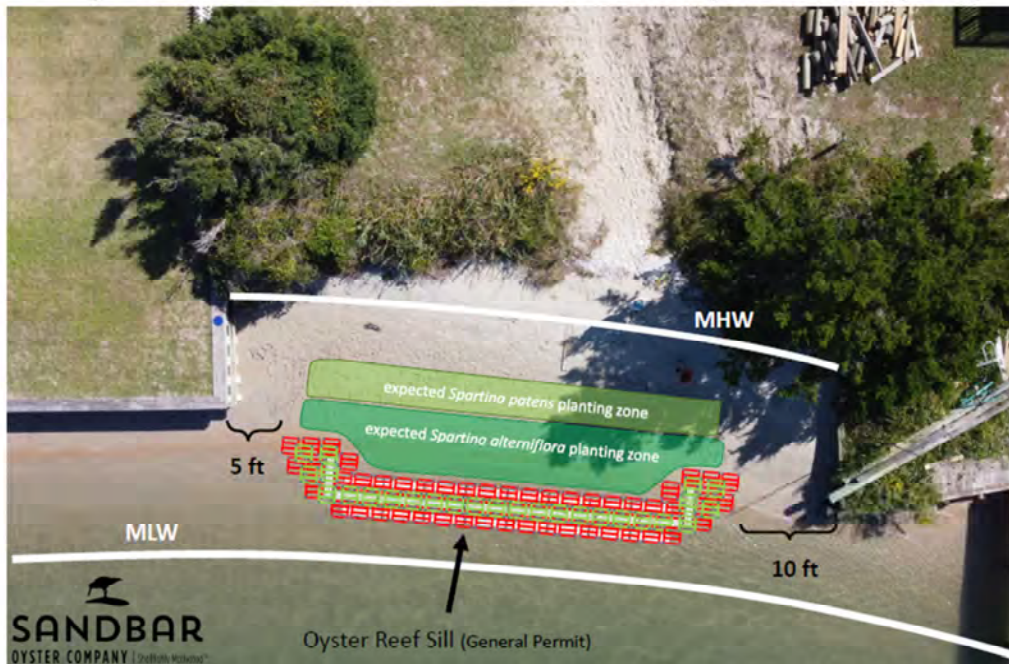 MHW
expected Spartina patens planting zone
expected Spartina alterniflora planting zone
5 ft
MLW
10 ft
SANDBAR
OYSTER COMPANY
Oyster Reef Sill (General Permit)